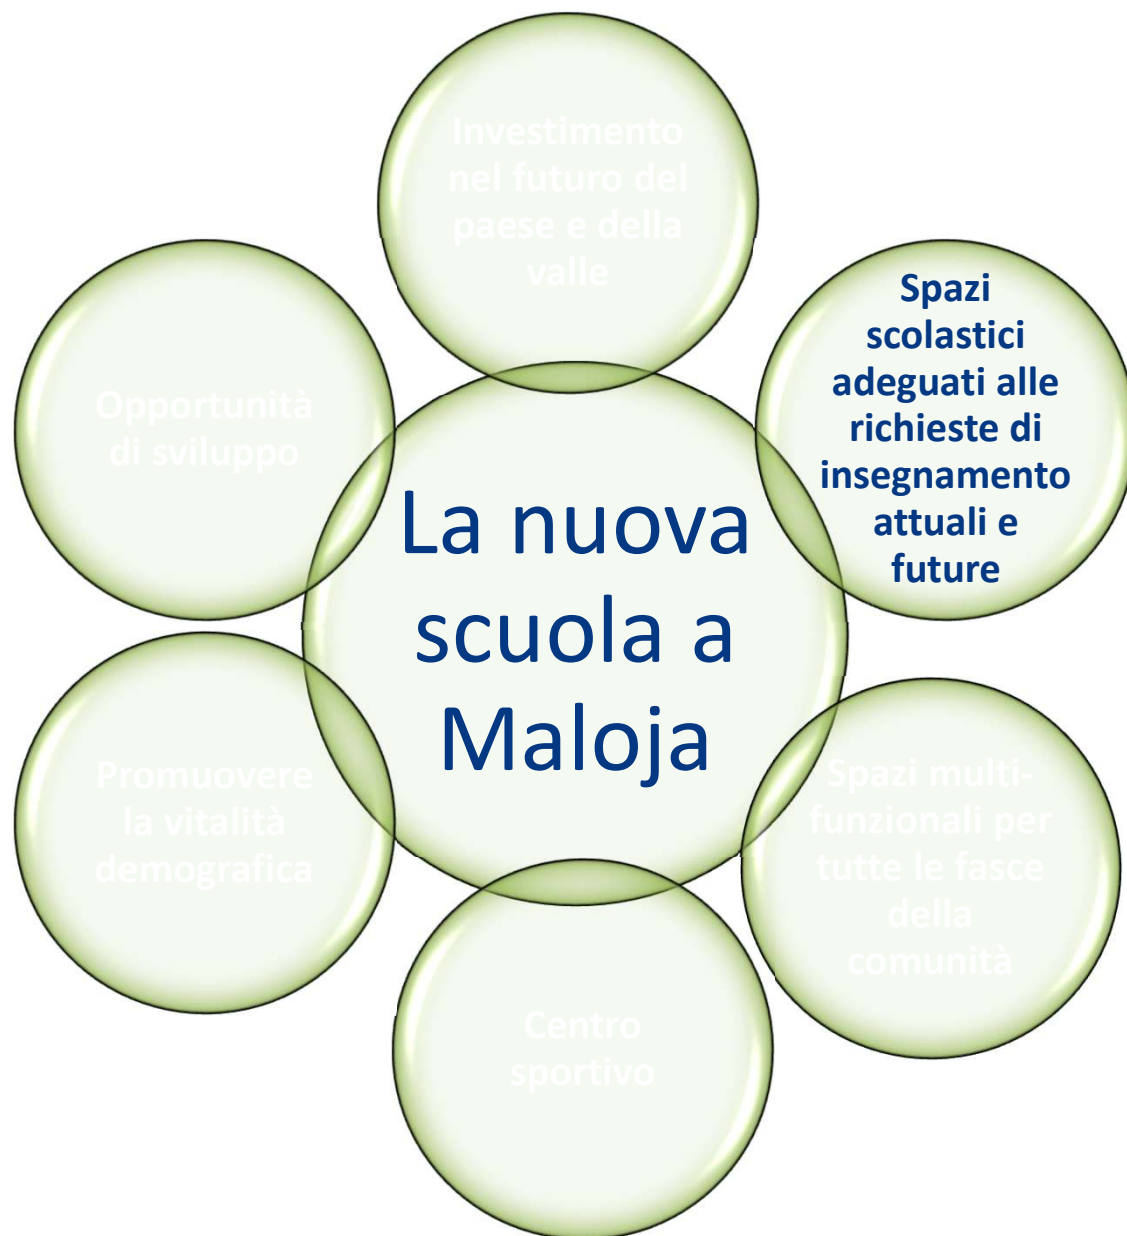 Investimento
nel futuro del
paese e della
valle
Spazi
scolastici
adeguati alle
richieste di
insegnamento
attuali e
future
Opportunità
di sviluppo
La nuova
scuola a
Maloja
Promuovere
la vitalità
demografica
Spazi multi-
funzionali per
tutte le fasce
della
comunità
Centro
sportivo